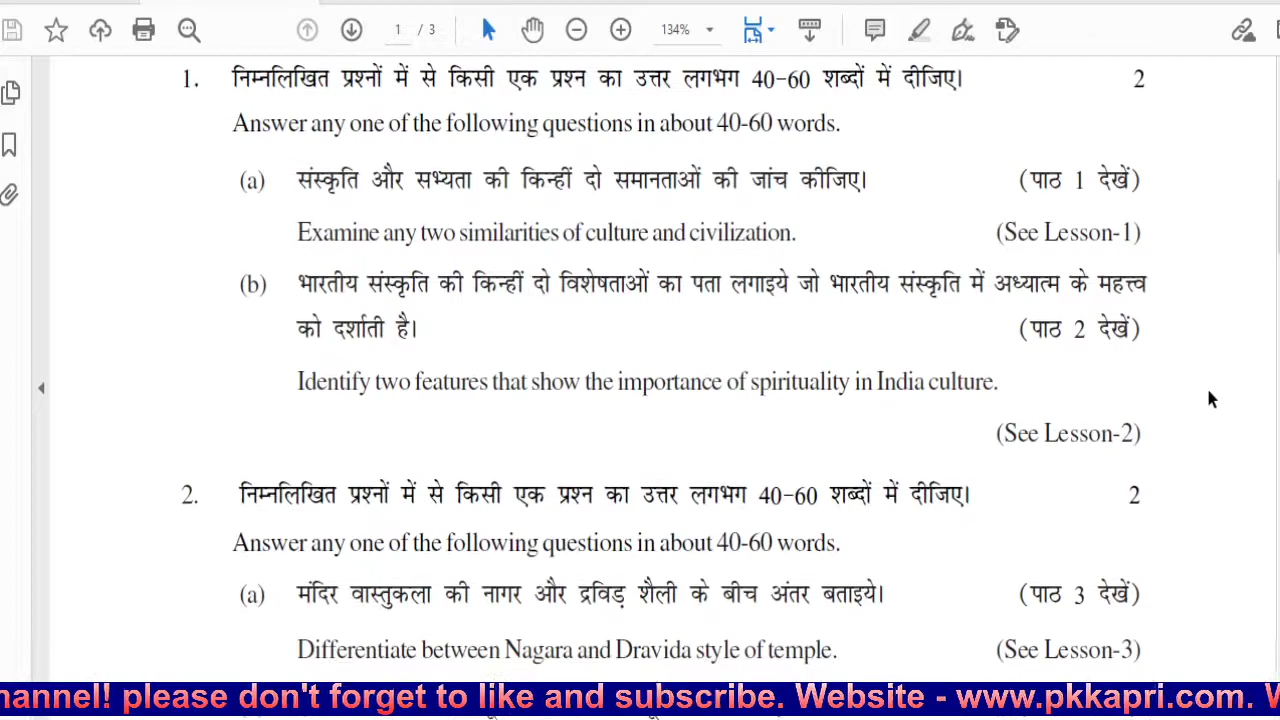 1 / 3
134%
1. निम्नलिखित प्रश्नों में से किसी एक प्रश्न का उत्तर लगभग 40-60 शब्दों में दीजिए। 2
Answer any one of the following questions in about 40-60 words.
(a) संस्कृति और सभ्यता की किन्हीं दो समानताओं की जांच कीजिए। (पाठ 1 देखें)
Examine any two similarities of culture and civilization. (See Lesson-1)
(b) भारतीय संस्कृति की किन्हीं दो विशेषताओं का पता लगाइये जो भारतीय संस्कृति में अध्यात्म के महत्त्व
को दर्शाती है। (पाठ 2 देखें)
Identify two features that show the importance of spirituality in India culture.
(See Lesson-2)
2. निम्नलिखित प्रश्नों में से किसी एक प्रश्न का उत्तर लगभग 40-60 शब्दों में दीजिए। 2
Answer any one of the following questions in about 40-60 words.
(a) मंदिर वास्तुकला की नागर और द्रविड़ शैली के बीच अंतर बताइये। (पाठ 3 देखें)
Differentiate between Nagara and Dravida style of temple. (See Lesson-3)
hannel! please don't forget to like and subscribe. Website - www.pkkapri.com. W